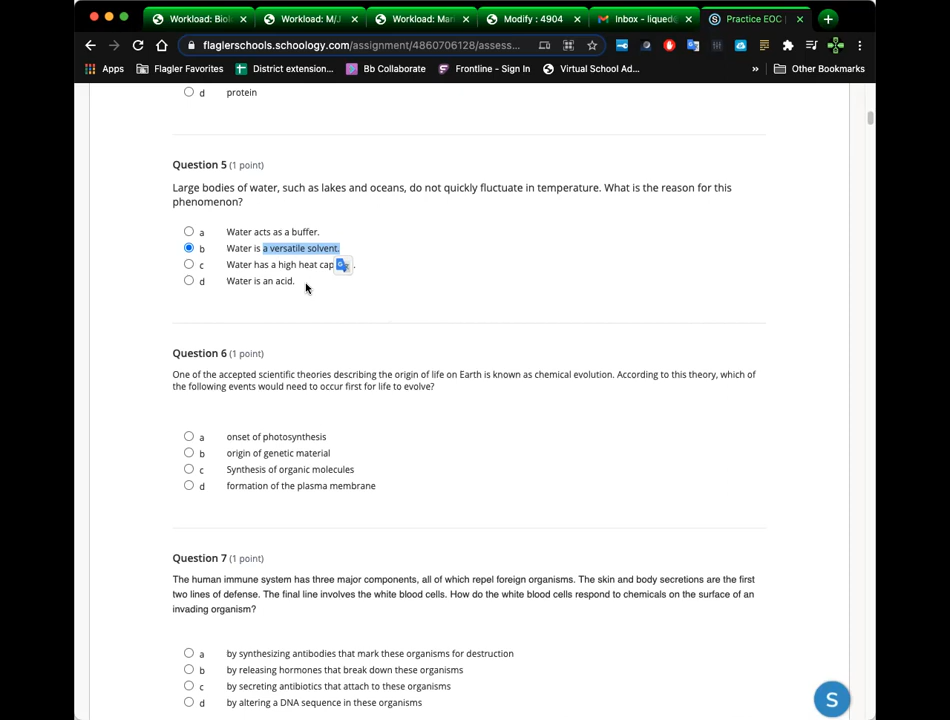 Workload: Biol
Workload: M/J
Workload: Mar
Modify : 4904
Inbox - liquede
Practice EOC |
flaglerschools.schoology.com/assignment/4860706128/assess...
Apps
Flagler Favorites
District extension...
Bb Collaborate
Frontline - Sign In
Virtual School Ad...
»
Other Bookmarks
d protein
Question 5 (1 point)
Large bodies of water, such as lakes and oceans, do not quickly fluctuate in temperature. What is the reason for this
phenomenon?
a Water acts as a buffer.
b Water is a versatile solvent.
c Water has a high heat cap .
d Water is an acid.
Question 6 (1 point)
One of the accepted scientific theories describing the origin of life on Earth is known as chemical evolution. According to this theory, which of
the following events would need to occur first for life to evolve?
a onset of photosynthesis
b origin of genetic material
c Synthesis of organic molecules
d formation of the plasma membrane
Question 7 (1 point)
The human immune system has three major components, all of which repel foreign organisms. The skin and body secretions are the first
two lines of defense. The final line involves the white blood cells. How do the white blood cells respond to chemicals on the surface of an
invading organism?
a by synthesizing antibodies that mark these organisms for destruction
b by releasing hormones that break down these organisms
c by secreting antibiotics that attach to these organisms
d by altering a DNA sequence in these organisms
S